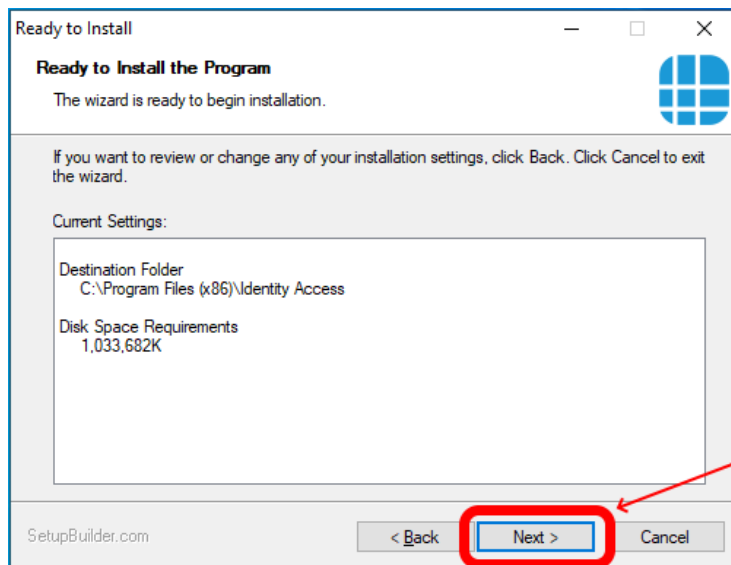 Ready to Install
Ready to Install the Program
The wizard is ready to begin installation.
If you want to review or change any of your installation settings, click Back. Click Cancel to exit
the wizard.
Current Settings:
Destination Folder
C:\Program Files (x86)\Identity Access
Disk Space Requirements
1,033,682K
SetupBuilder.com
< Back
Next >
Cancel